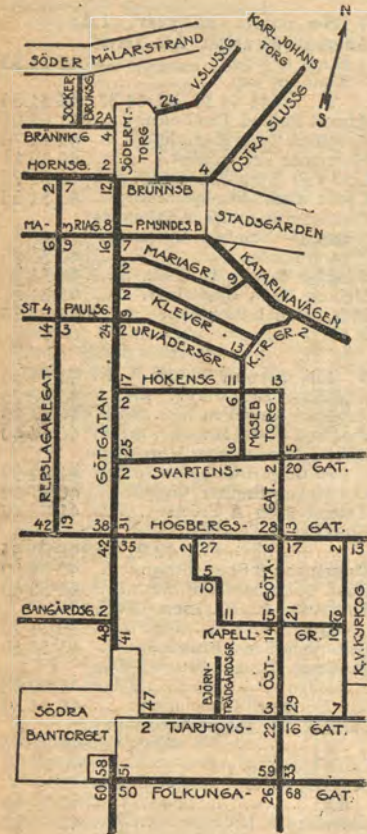 KARL JOHANS
TORG
N
S
SÖDER MÄLARSTRAND
V. SLUSSG
24
SOCKER
BRUKSG
2A
SÖDERM-
TORG
ÖSTRA SLUSSG
BRÄNNK.G 4
4
HORNSG. 2
2 7 12 BRUNNSB
STADSGÅRDEN
MA- 3 RIAG. 8 P. MYNDES. B
6 9 16 7
2 MARIAGR. 9
KATARINAVÄGEN
1
2 KLEVGR. 13
K.TR.GR. 2
ST 4 PAULSG. 9
14 3 24 2 URVÄDERSGR.
17 HÖKENSG 11 13
2 6
MOSEB
TORG
REPSLAGAREGAT.
GÖTGATAN
25 9 5
2 SVARTENS- 2 20 GAT.
GAT.
42 19 38 31 HÖGBERGS- 28 13 GAT.
42 35 2 27 6 17 2 13
5
10
GÖTA-
BANGÅRDSG. 2
11 15 21 9
48 41 KAPELL- 14 GR. 10
K.V. KYRKOG
BJÖRN-
TRÄDGÅRDSGR.
ÖST-
47 3 29 7
SÖDRA
BANTORGET
2 TJÄRHOVS- 22 16 GAT.
58 51 59 33
60 50 FOLKUNGA- 26 68 GAT.